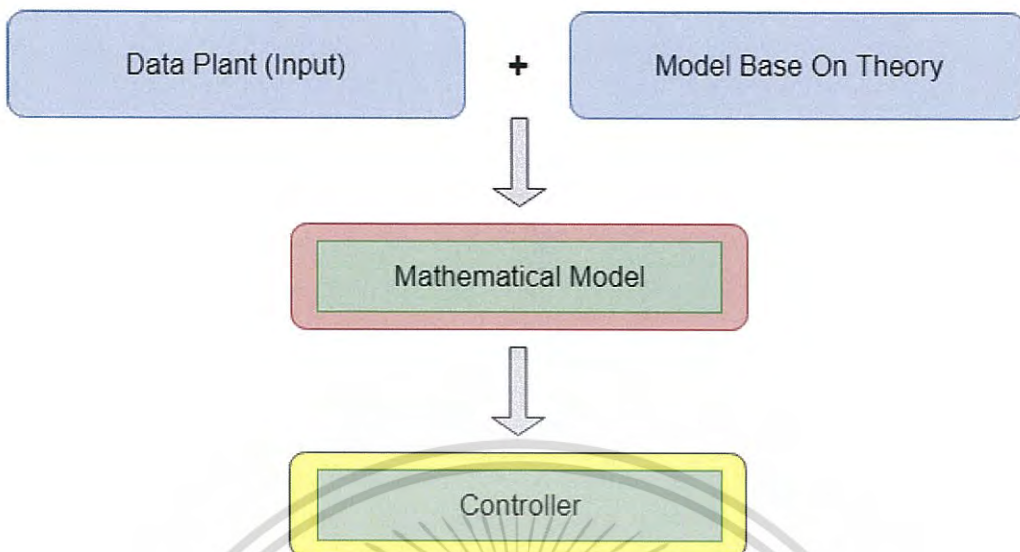 Data Plant (Input)
+
Model Base On Theory
Mathematical Model
Controller